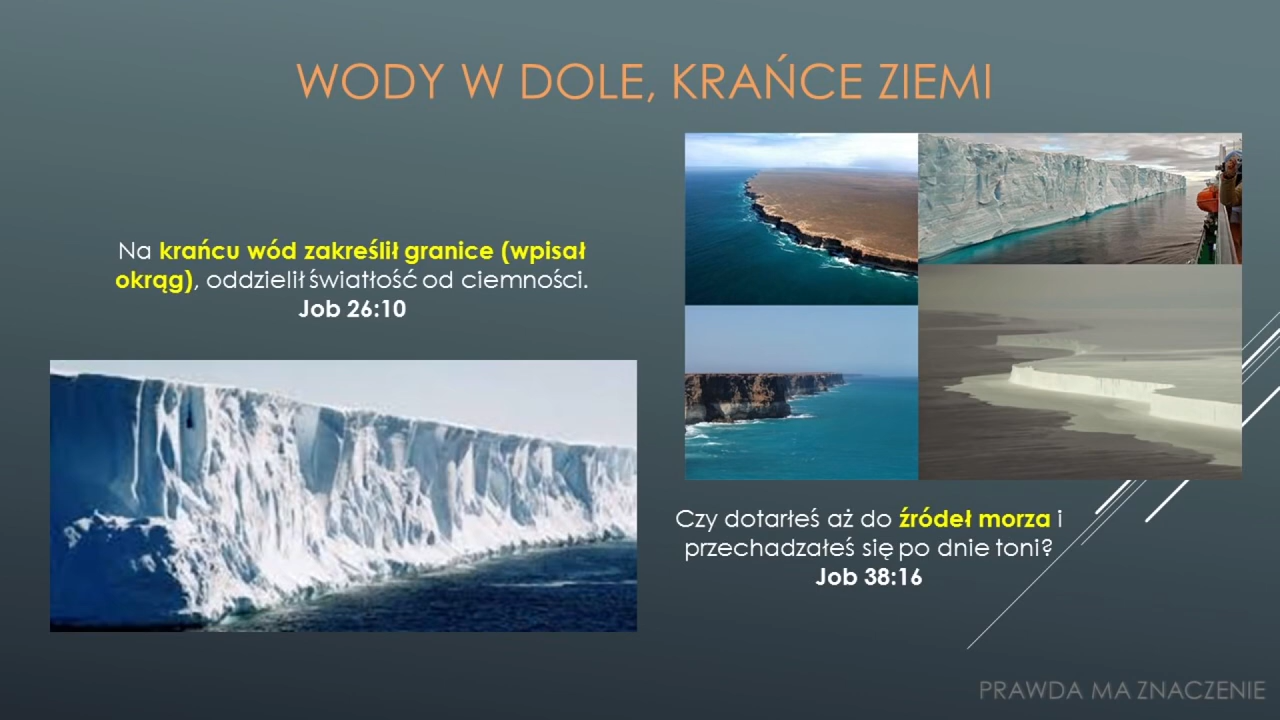 WODY W DOLE, KRAŃCE ZIEMI
Na krańcu wód zakreślił granice (wpisał
okrąg), oddzielił światłość od ciemności.
Job 26:10
Czy dotarłeś aż do źródeł morza i
przechadzałeś się po dnie toni?
Job 38:16
PRAWDA MA ZNACZENIE